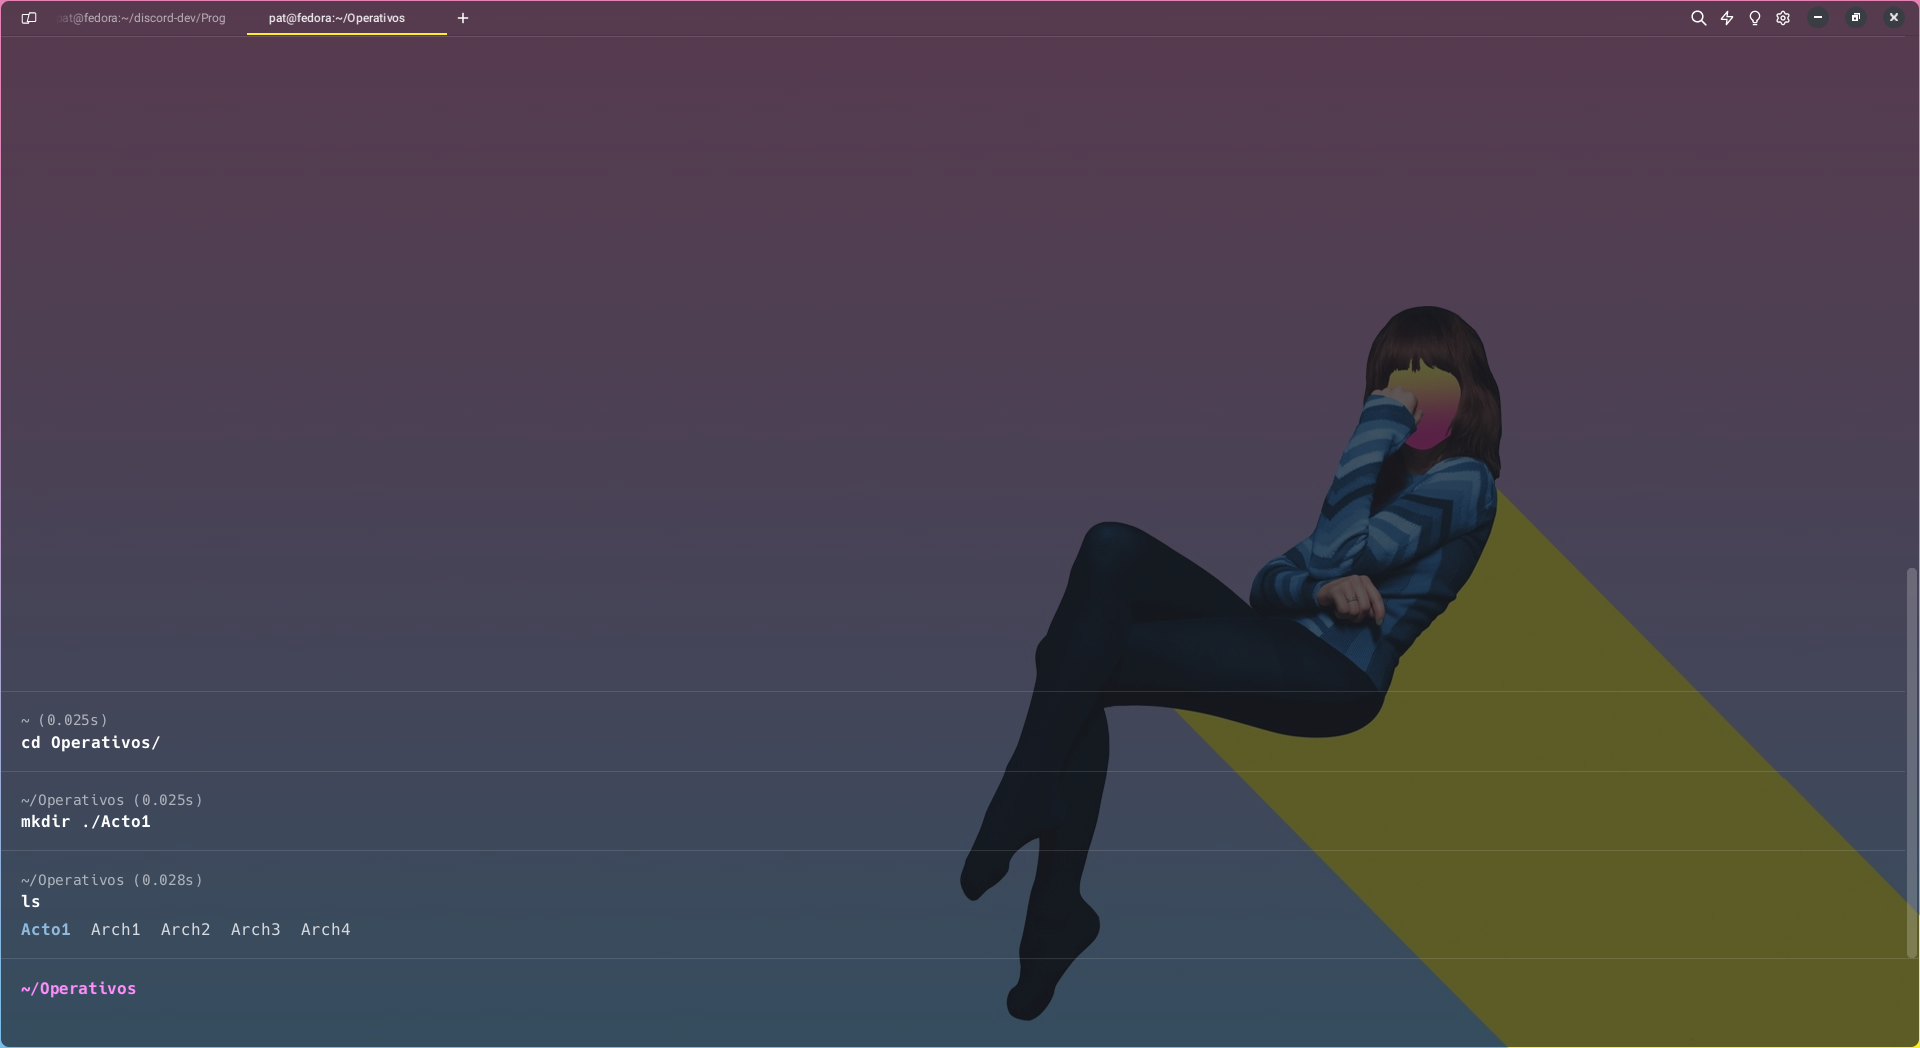 at@fedora:~/discord-dev/Prog
pat@fedora:~/Operativos
~ (0.025s)
cd Operativos/
~/Operativos (0.025s)
mkdir ./Acto1
~/Operativos (0.028s)
ls
Acto1  Arch1  Arch2  Arch3  Arch4
~/Operativos